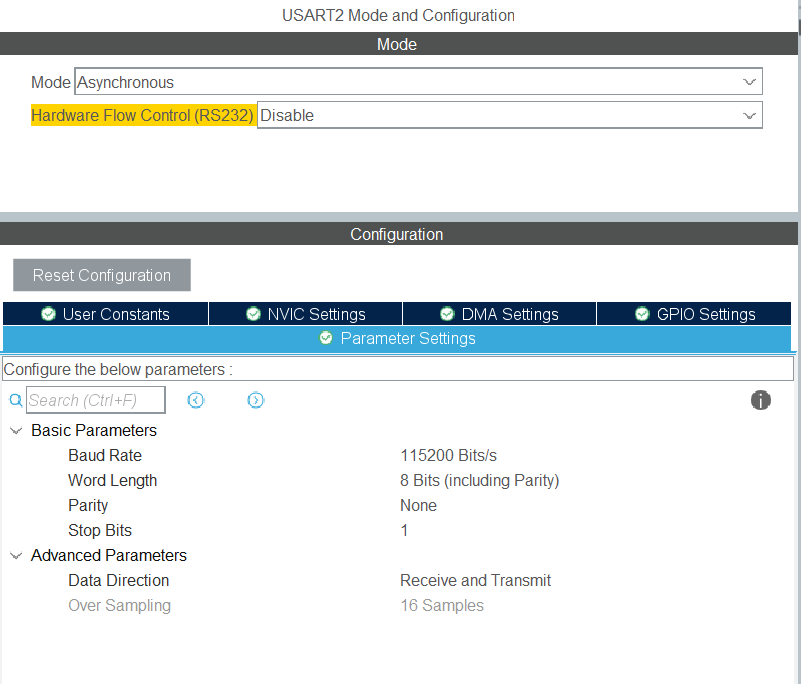 USART2 Mode and Configuration
Mode
Mode Asynchronous
Hardware Flow Control (RS232) Disable
Configuration
Reset Configuration
User Constants NVIC Settings DMA Settings GPIO Settings
Parameter Settings
Configure the below parameters :
Search (Ctrl+F)
Basic Parameters
Baud Rate 115200 Bits/s
Word Length 8 Bits (including Parity)
Parity None
Stop Bits 1
Advanced Parameters
Data Direction Receive and Transmit
Over Sampling 16 Samples